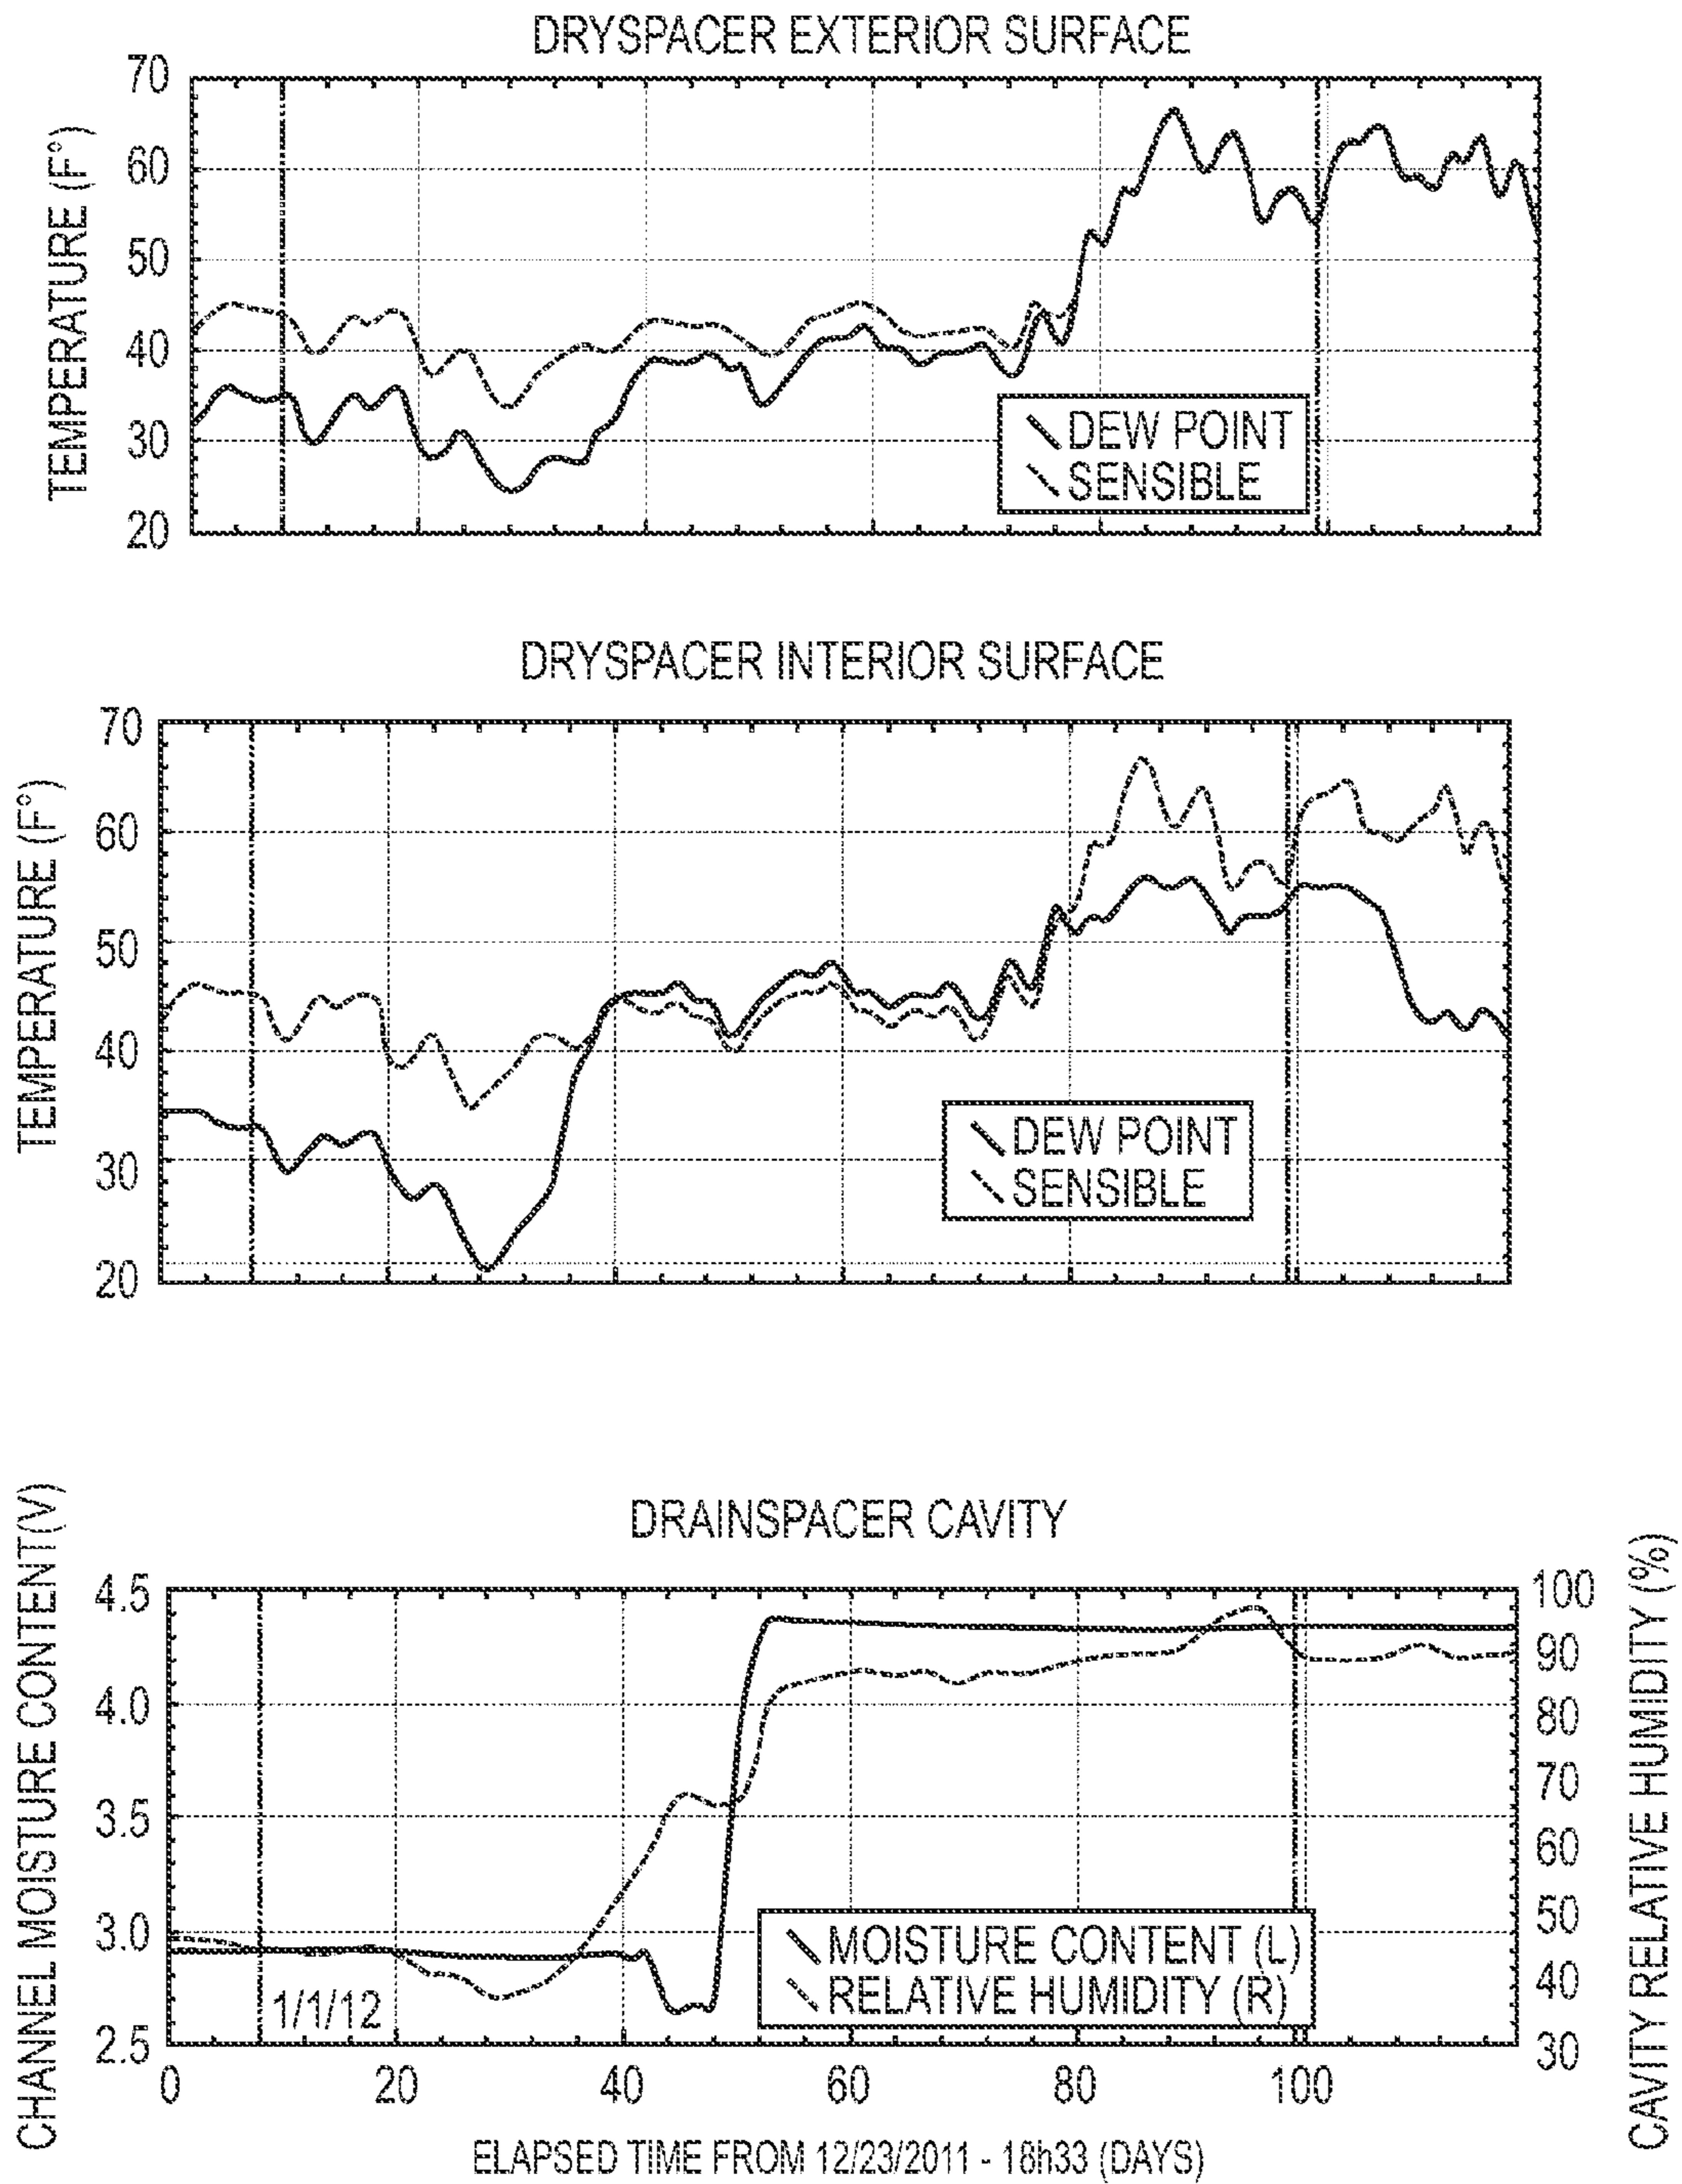 DRYSPACER EXTERIOR SURFACE
TEMPERATURE (F°)
70
60
50
40
30
20
DEW POINT
SENSIBLE
DRYSPACER INTERIOR SURFACE
TEMPERATURE (F°)
70
60
50
40
30
20
DEW POINT
SENSIBLE
DRAINSPACER CAVITY
CHANNEL MOISTURE CONTENT(V)
4.5
4.0
3.5
3.0
2.5
CAVITY RELATIVE HUMIDITY (%)
100
90
80
70
60
50
40
30
MOISTURE CONTENT (L)
RELATIVE HUMIDITY (R)
1/1/12
0 20 40 60 80 100
ELAPSED TIME FROM 12/23/2011 - 18h33 (DAYS)